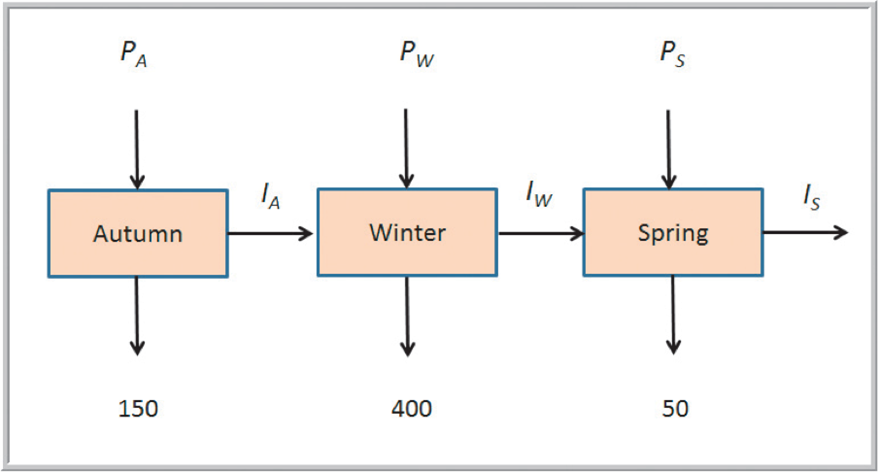 P_A P_W P_S
I_A I_W I_S
Autumn Winter Spring
150 400 50